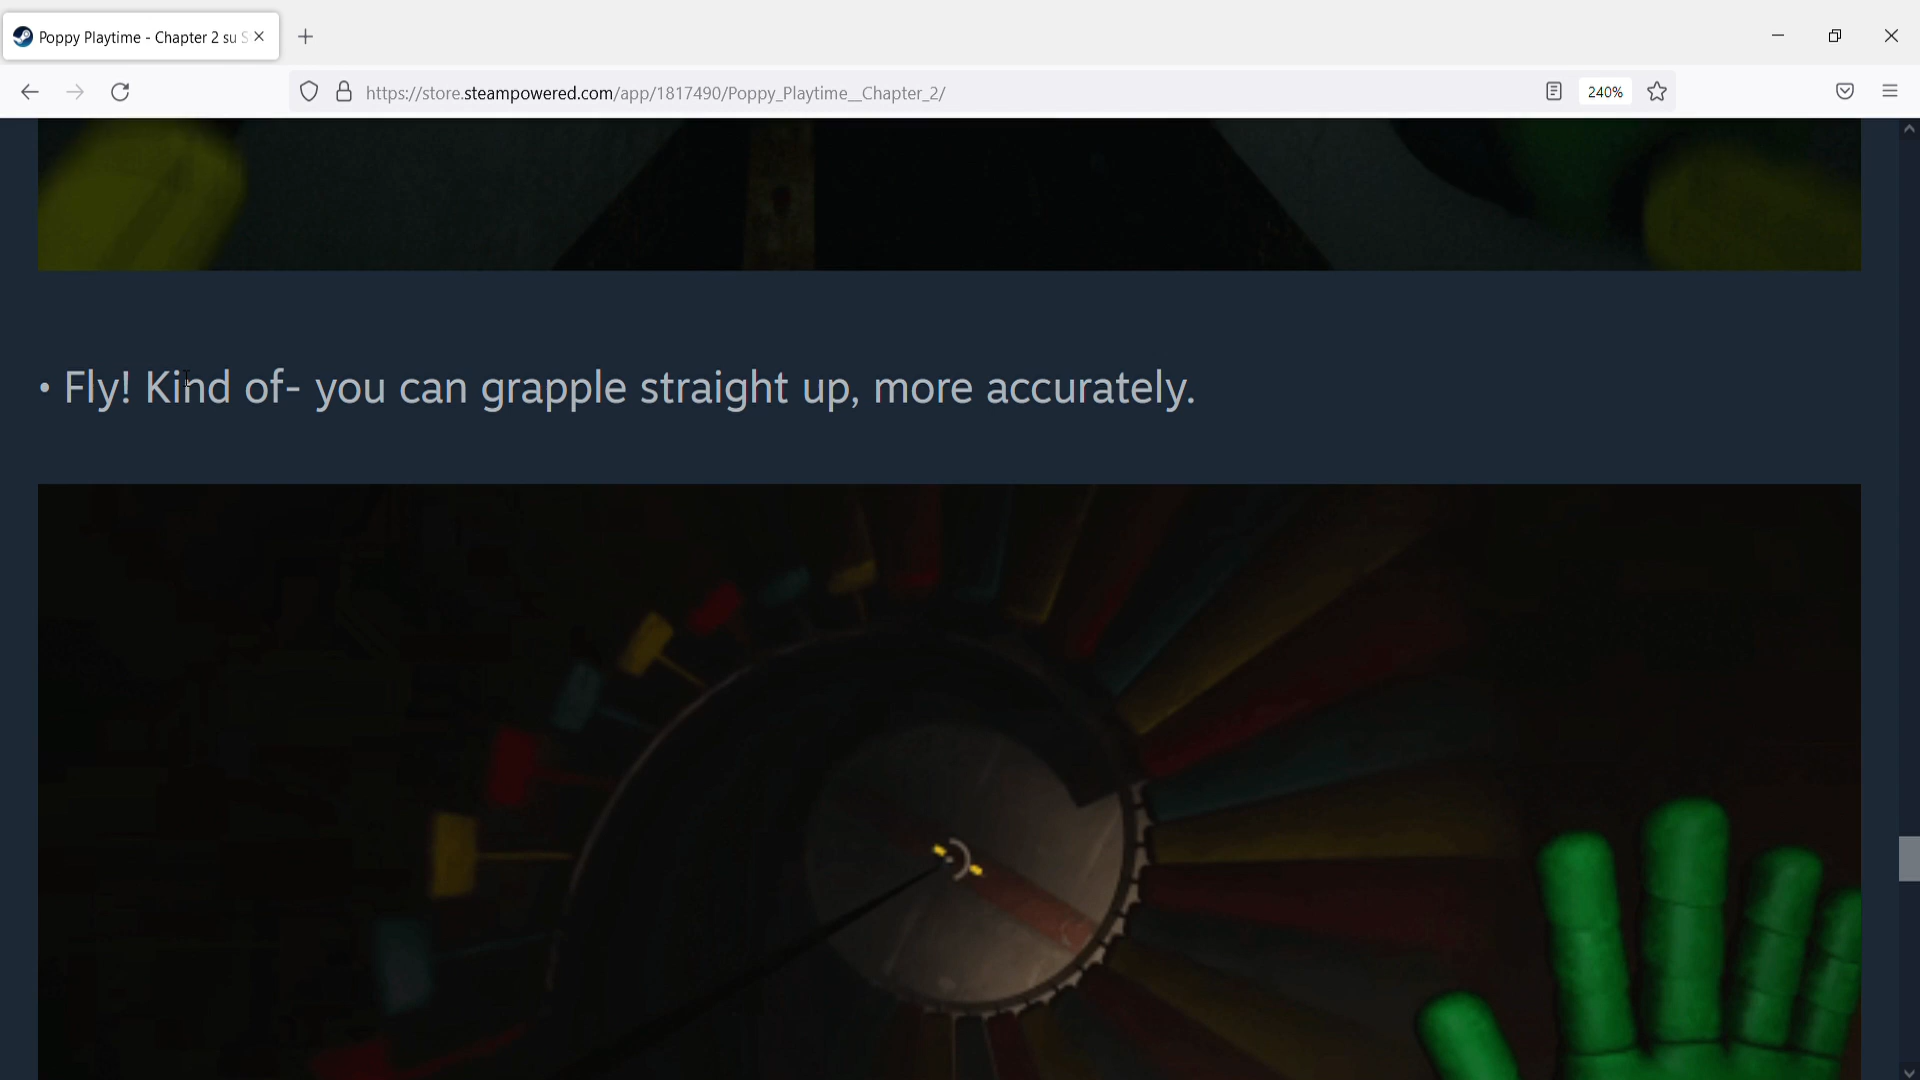 Poppy Playtime - Chapter 2 su S
https://store.steampowered.com/app/1817490/Poppy_Playtime__Chapter_2/
240%
• Fly! Kind of- you can grapple straight up, more accurately.